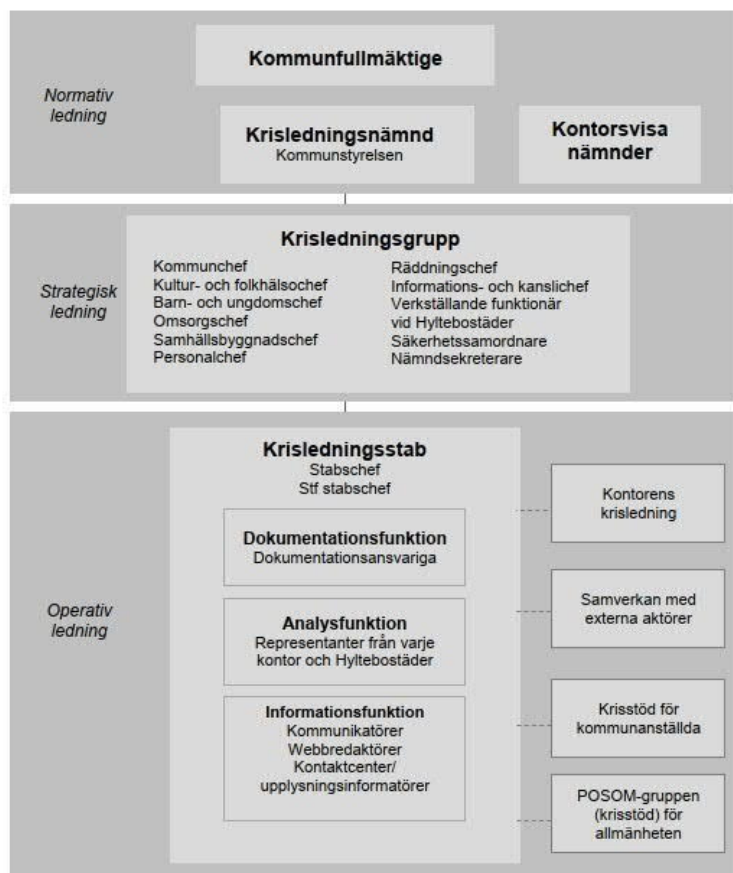 Normativ
ledning
Kommunfullmäktige
Krisledningsnämnd
Kommunstyrelsen
Kontorsvisa
nämnder
Strategisk
ledning
Krisledningsgrupp
Kommunchef
Kultur- och folkhälsochef
Barn- och ungdomschef
Omsorgschef
Samhällsbyggnadschef
Personalchef
Räddningschef
Informations- och kanslichef
Verkställande funktionär
vid Hyltebostäder
Säkerhetssamordnare
Nämndsekreterare
Operativ
ledning
Krisledningsstab
Stabschef
Stf stabschef
Dokumentationsfunktion
Dokumentationsansvariga
Analysfunktion
Representanter från varje
kontor och Hyltebostäder
Informationsfunktion
Kommunikatörer
Webbredaktörer
Kontaktcenter/
upplysningsinformatörer
Kontorens
krisledning
Samverkan med
externa aktörer
Krisstöd för
kommunanställda
POSOM-gruppen
(krisstöd) för
allmänheten